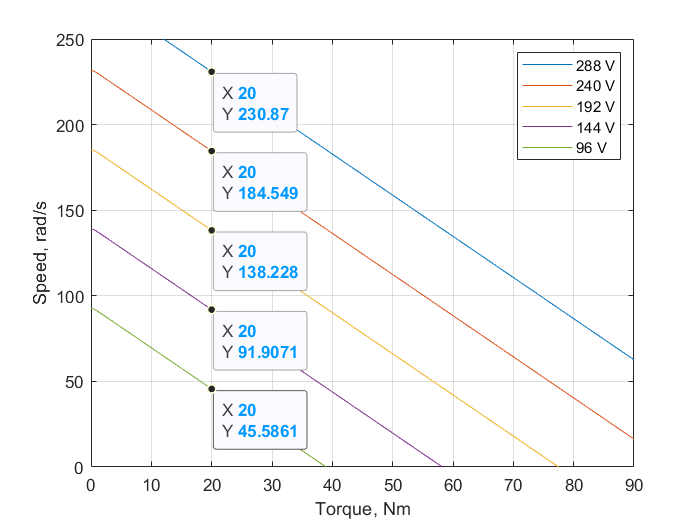 250
200
150
100
50
0
Speed, rad/s
0 10 20 30 40 50 60 70 80 90
Torque, Nm
288 V
240 V
192 V
144 V
96 V
X 20
Y 230.87
X 20
Y 184.549
X 20
Y 138.228
X 20
Y 91.9071
X 20
Y 45.5861